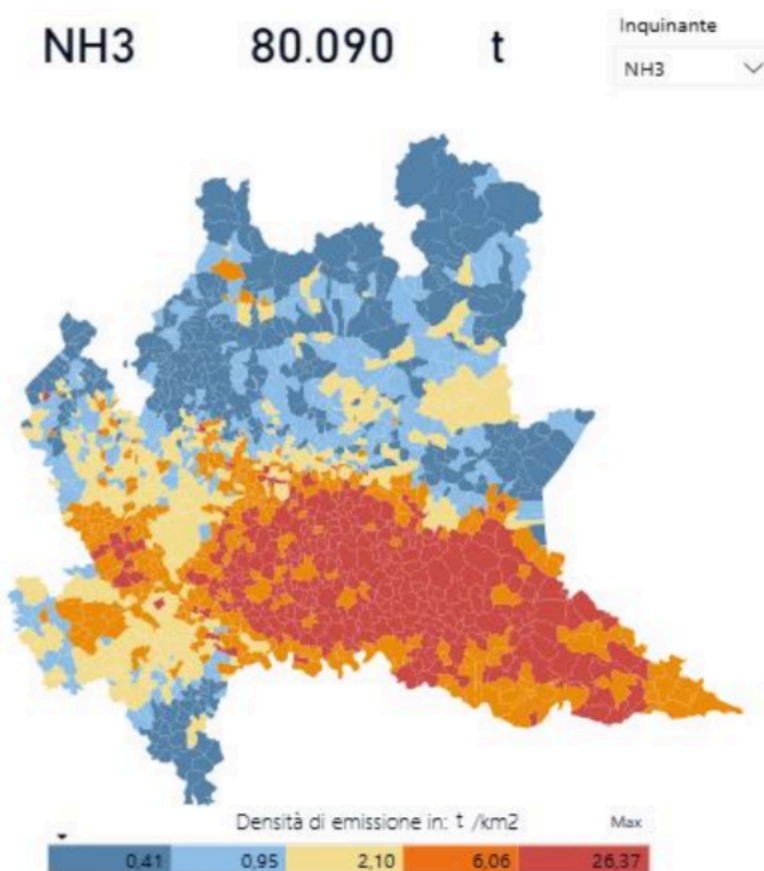 NH3 80.090 t
Inquinante
NH3
Densità di emissione in: t /km2 Max
0,41 0,95 2,10 6,06 26,37